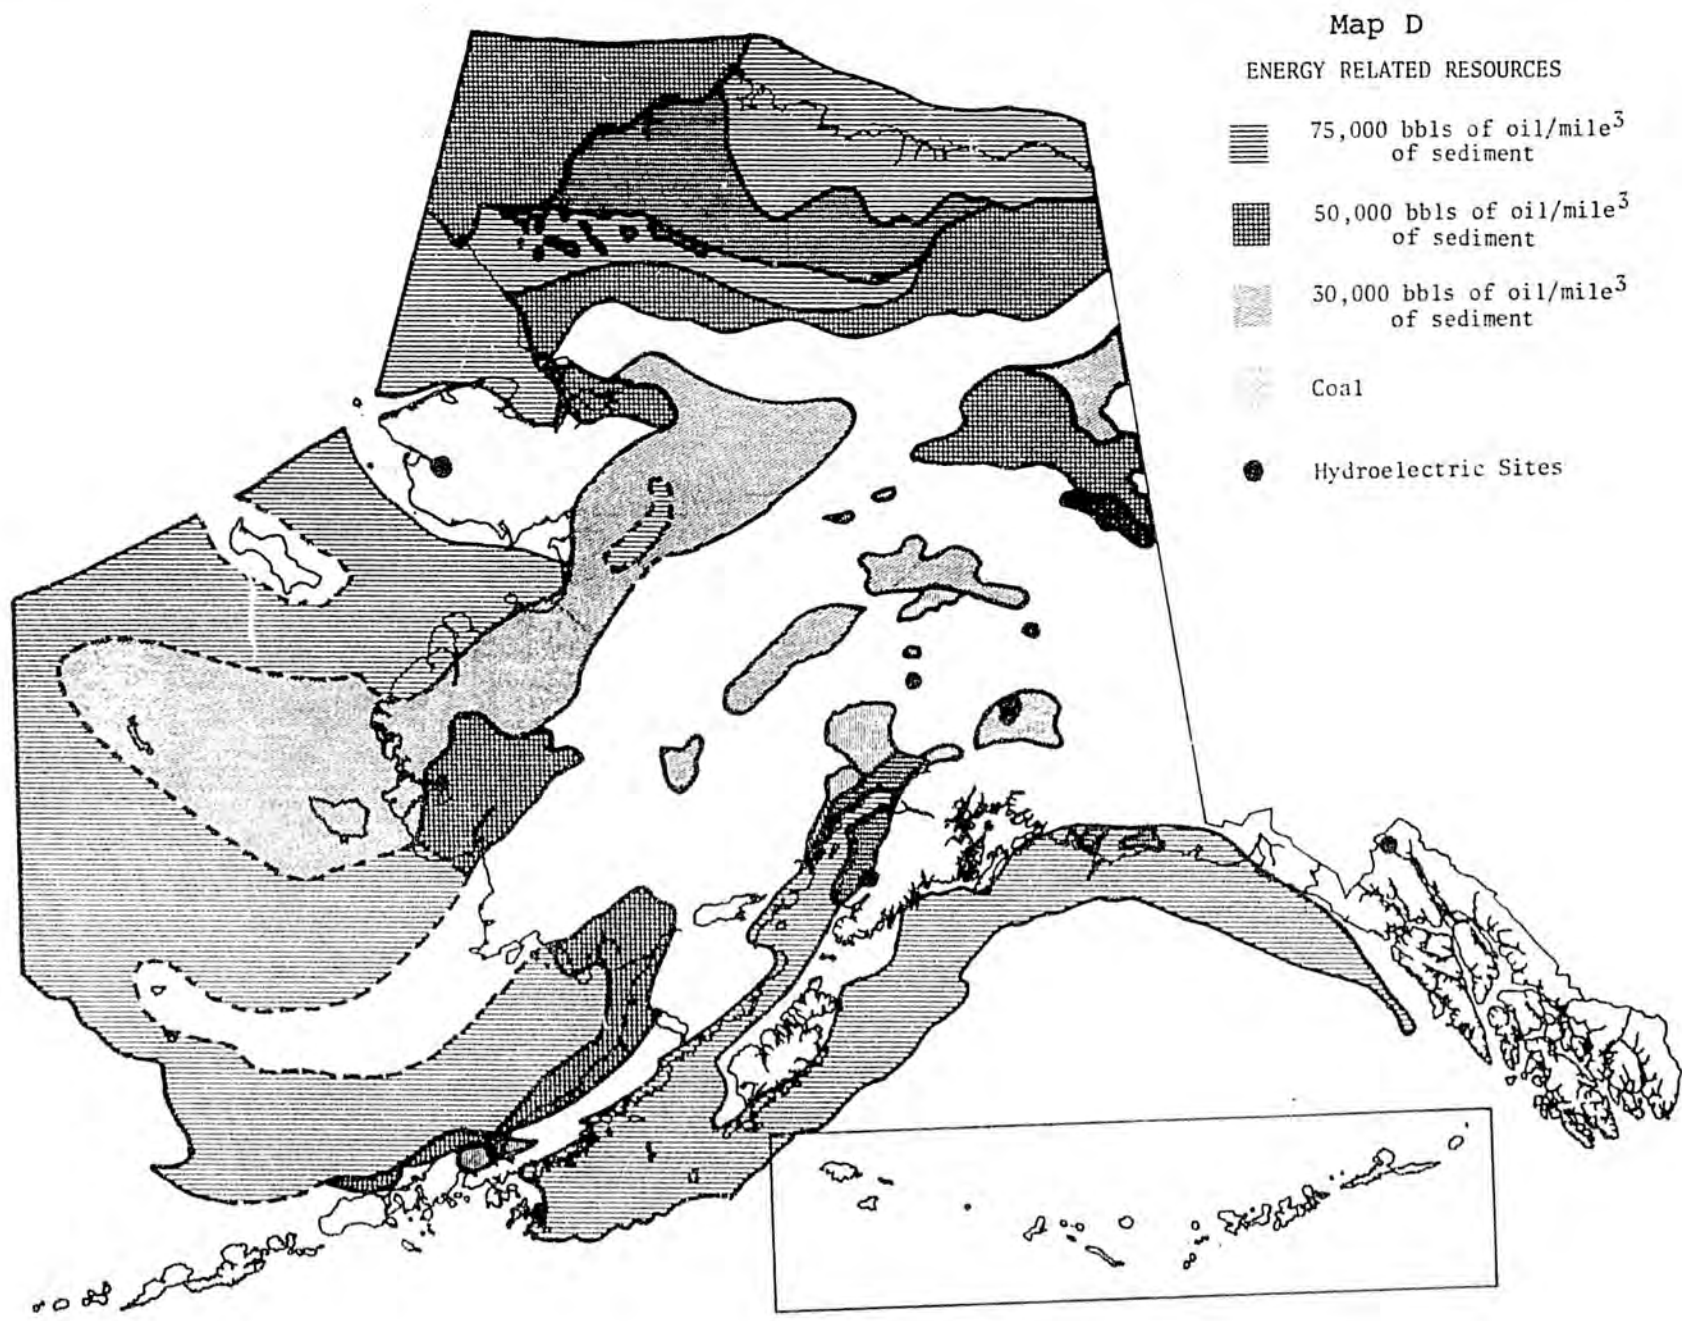 Map D
ENERGY RELATED RESOURCES
75,000 bbls of oil/mile³
of sediment
50,000 bbls of oil/mile³
of sediment
30,000 bbls of oil/mile³
of sediment
Coal
Hydroelectric Sites